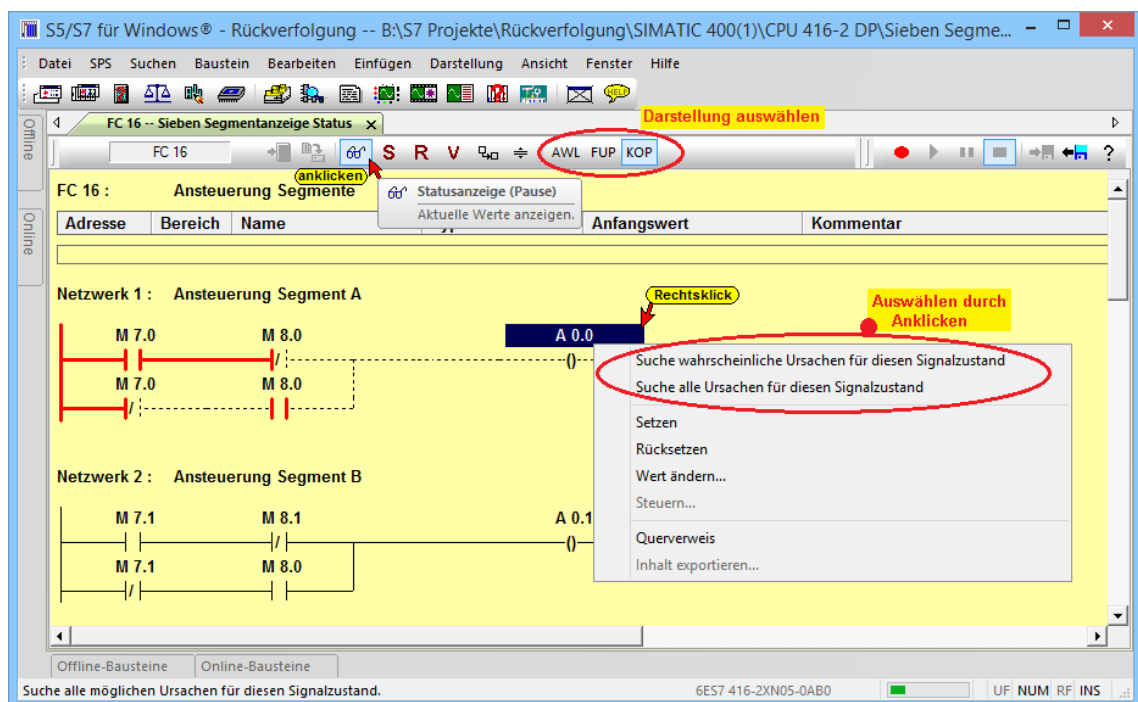 S5/S7 für Windows® - Rückverfolgung -- B:\S7 Projekte\Rückverfolgung\SIMATIC 400(1)\CPU 416-2 DP\Sieben Segme...
Datei SPS Suchen Baustein Bearbeiten Einfügen Darstellung Ansicht Fenster Hilfe
HELP
Darstellung auswählen
Offline
FC 16 -- Sieben Segmentanzeige Status x
FC 16 S R V AWL FUP KOP ?
anklicken
FC 16 : Ansteuerung Segmente
Statusanzeige (Pause)
Aktuelle Werte anzeigen.
Online
Adresse Bereich Name Anfangswert Kommentar
Netzwerk 1 : Ansteuerung Segment A
Rechtsklick
Auswählen durch
Anklicken
M 7.0 M 8.0 A 0.0
M 7.0 M 8.0
Suche wahrscheinliche Ursachen für diesen Signalzustand
Suche alle Ursachen für diesen Signalzustand
Setzen
Rücksetzen
Wert ändern...
Steuern...
Querverweis
Inhalt exportieren...
Netzwerk 2 : Ansteuerung Segment B
M 7.1 M 8.1 A 0.1
M 7.1 M 8.0
Offline-Bausteine Online-Bausteine
Suche alle möglichen Ursachen für diesen Signalzustand. 6ES7 416-2XN05-0AB0 UF NUM RF INS